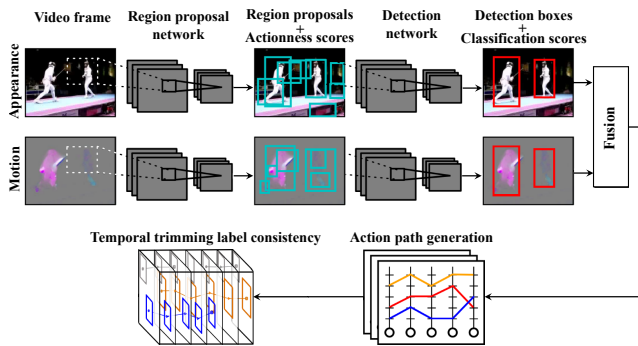 Video frame
Region proposal
network
Region proposals
+
Actionness scores
Detection
network
Detection boxes
+
Classification scores
Appearance
Motion
Fusion
Temporal trimming label consistency
Action path generation